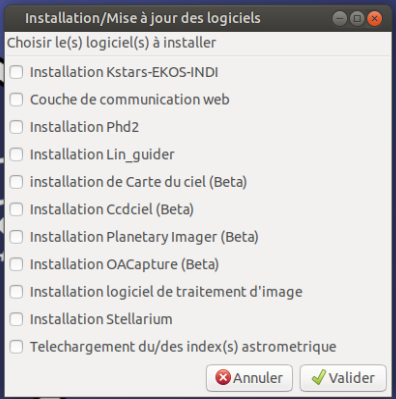 Installation/Mise à jour des logiciels
Choisir le(s) logiciel(s) à installer
Installation Kstars-EKOS-INDI
Couche de communication web
Installation Phd2
Installation Lin_guider
installation de Carte du ciel (Beta)
Installation Ccdciel (Beta)
Installation Planetary Imager (Beta)
Installation OACapture (Beta)
Installation logiciel de traitement d'image
Installation Stellarium
Telechargement du/des index(s) astrometrique
Annuler Valider